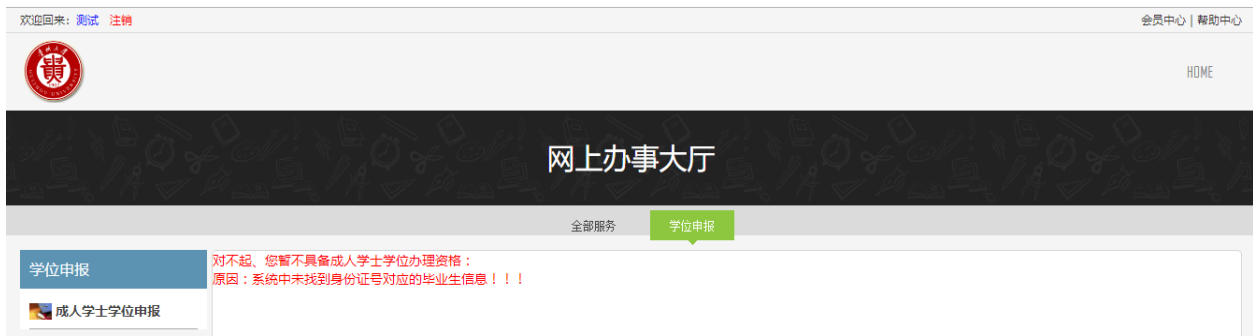 欢迎回来: 测试 注销
会员中心 | 帮助中心
HOME
网上办事大厅
全部服务
学位申报
学位申报
对不起、您暂不具备成人学士学位办理资格：
原因：系统中未找到身份证号对应的毕业生信息！！！
成人学士学位申报